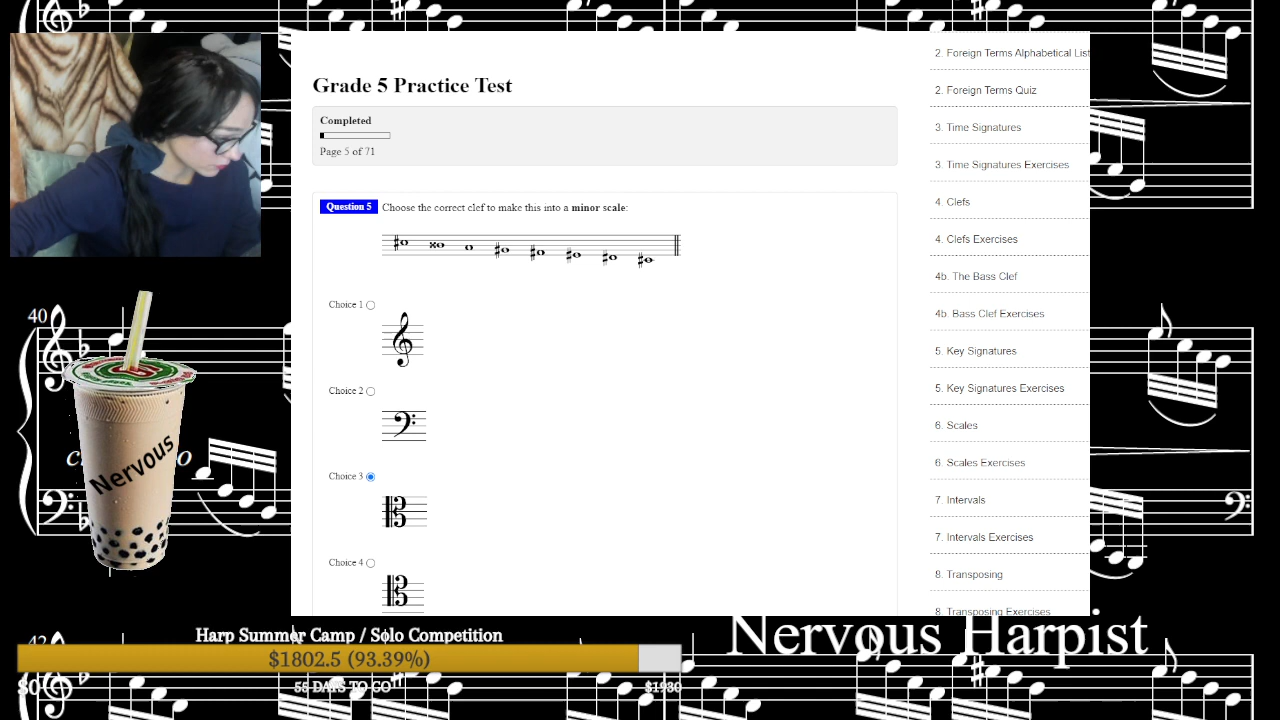 Grade 5 Practice Test
Completed
Page 5 of 71
Question 5 Choose the correct clef to make this into a minor scale:
Choice 1
Choice 2
Choice 3
Choice 4
2. Foreign Terms Alphabetical List
2. Foreign Terms Quiz
3. Time Signatures
3. Time Signatures Exercises
4. Clefs
4. Clefs Exercises
4b. The Bass Clef
4b. Bass Clef Exercises
5. Key Signatures
5. Key Signatures Exercises
6. Scales
6. Scales Exercises
7. Intervals
7. Intervals Exercises
8. Transposing
8. Transposing Exercises
40
Nervous
42
Harp Summer Camp / Solo Competition
$1802.5 (93.39%)
$0
55 DAYS TO GO
$1930
Nervous Harpist